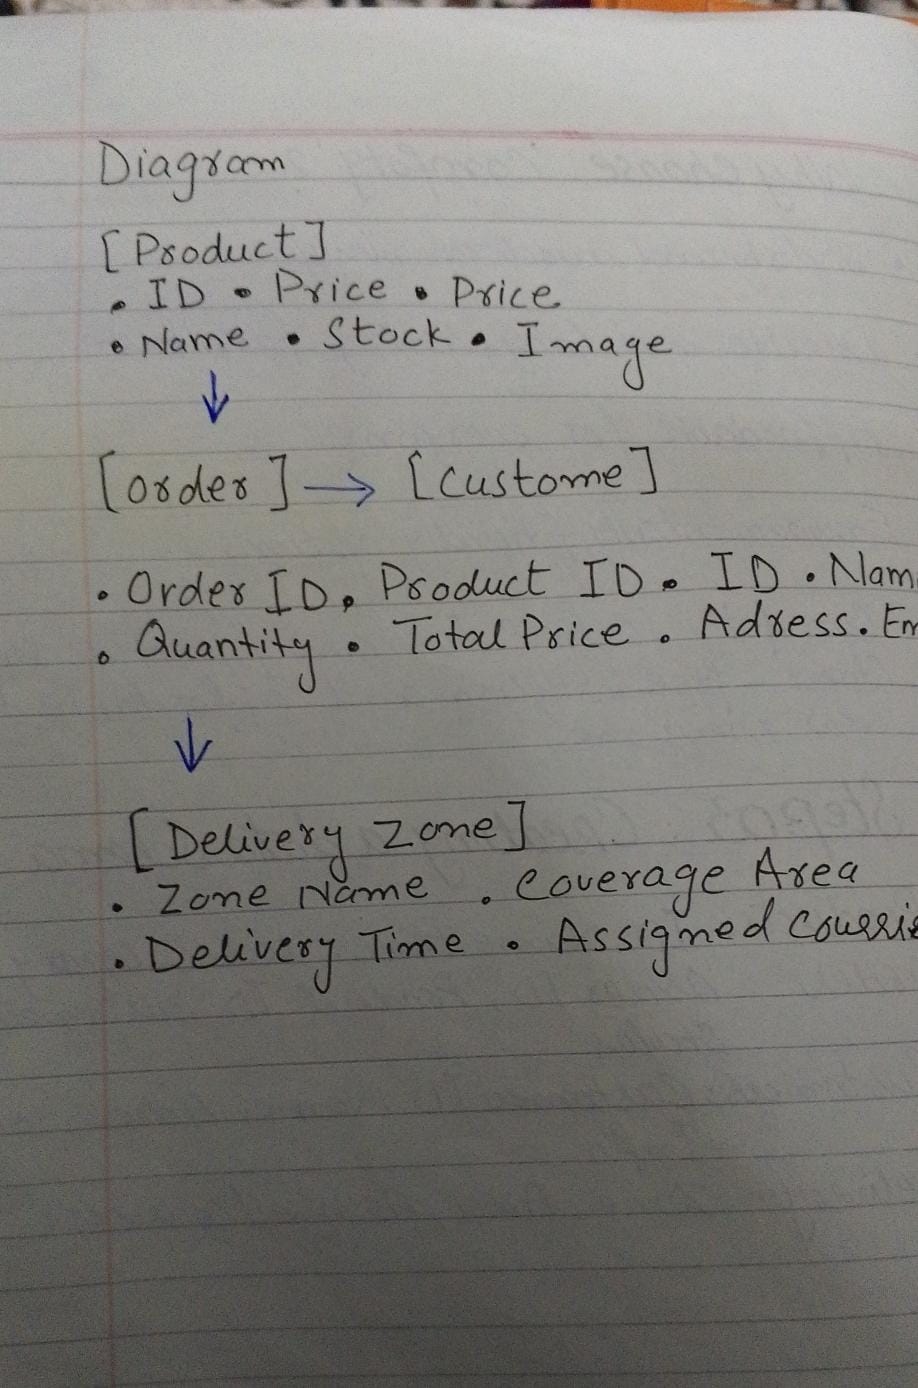 Diagram
[Product]
• ID • Price • Price
• Name • Stock • Image
↓
[order] → [Custome]
• Order ID • Product ID • ID • Nam
• Quantity • Total Price • Adress • Em
↓
[Delivery Zone]
• Zone Name • Coverage Area
• Delivery Time • Assigned Courrie